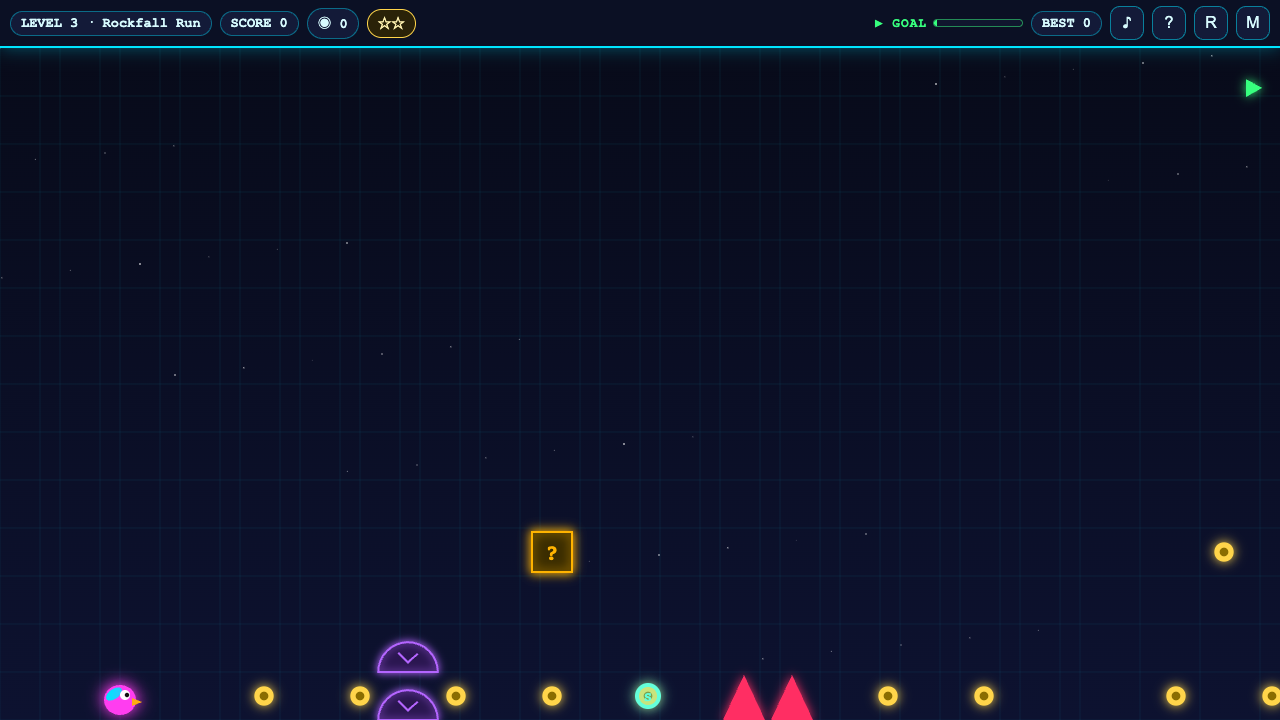 LEVEL 3 · Rockfall Run
SCORE 0
◉ 0
☆☆
▶ GOAL
BEST 0
♪
?
R
M
?
S